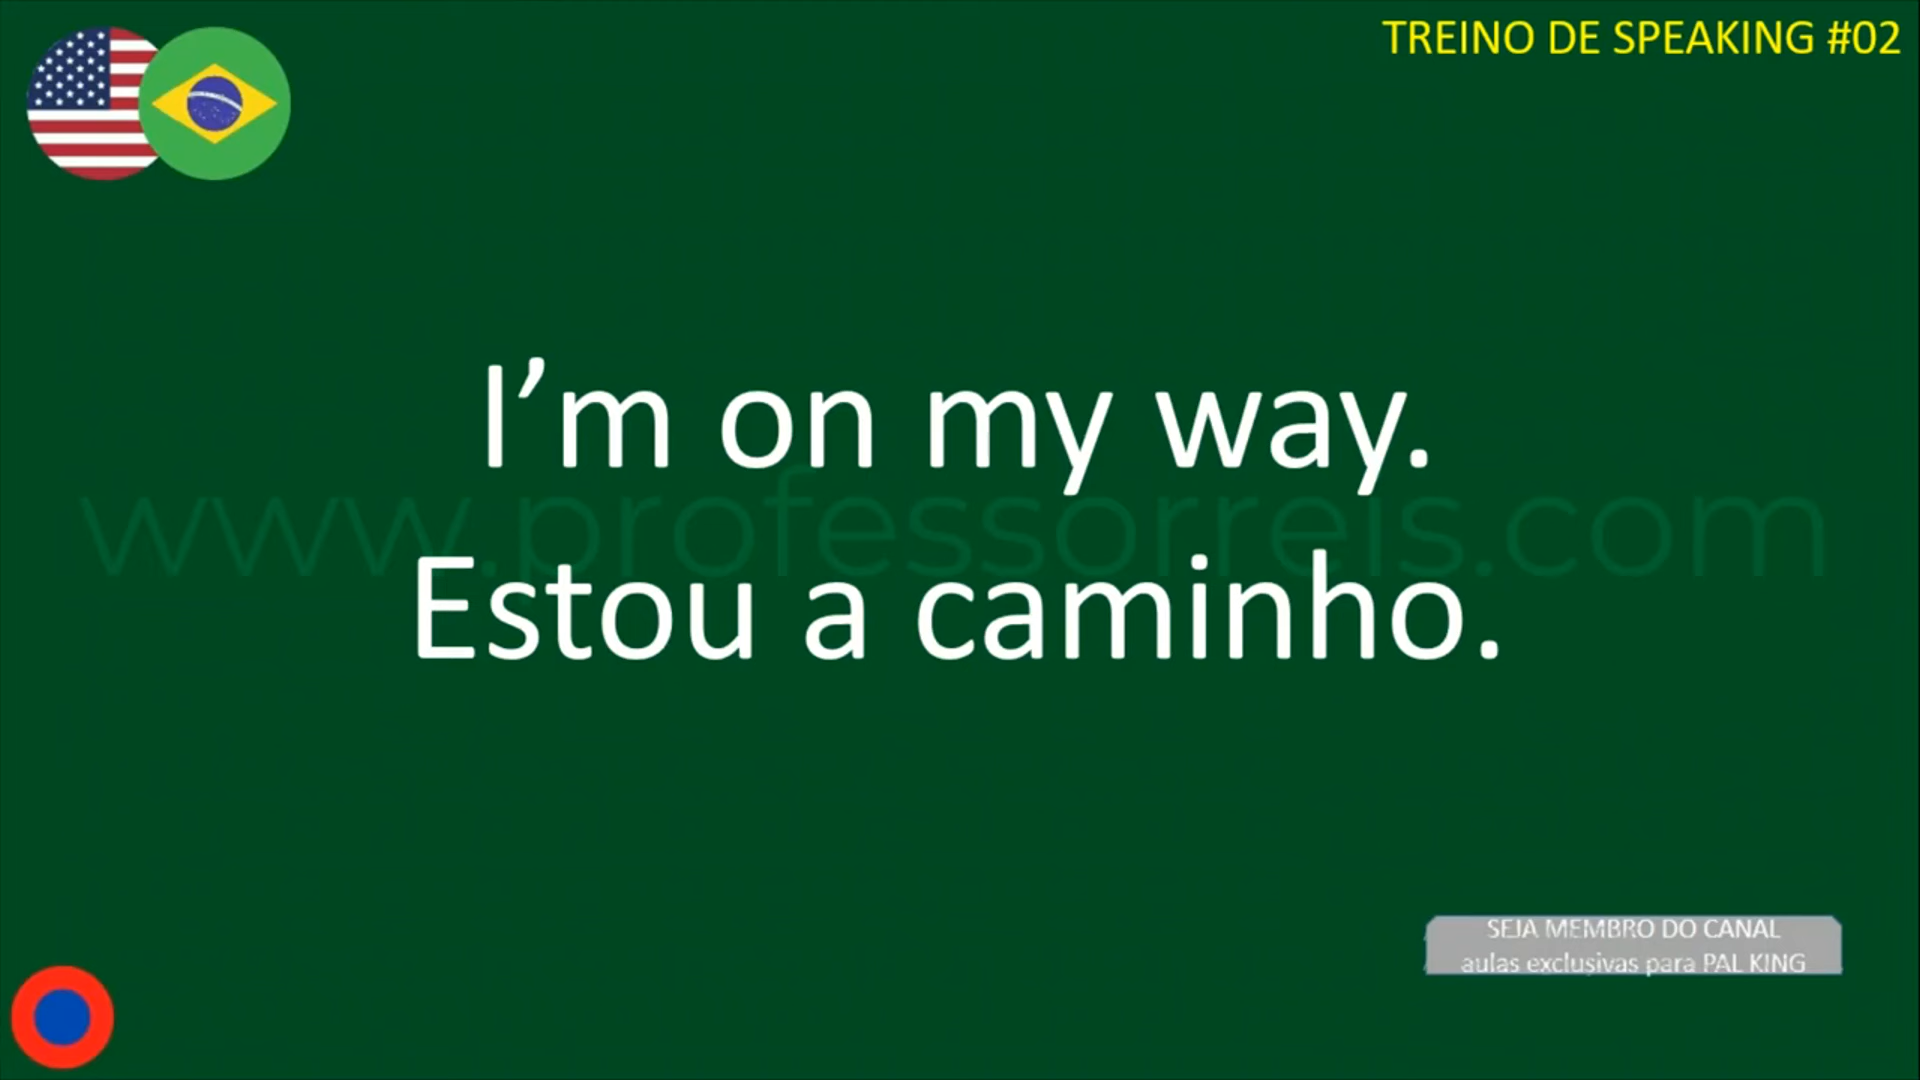 TREINO DE SPEAKING #02
I’m on my way.
www.professorreis.com
Estou a caminho.
SEJA MEMBRO DO CANAL
aulas exclusivas para PAL KING